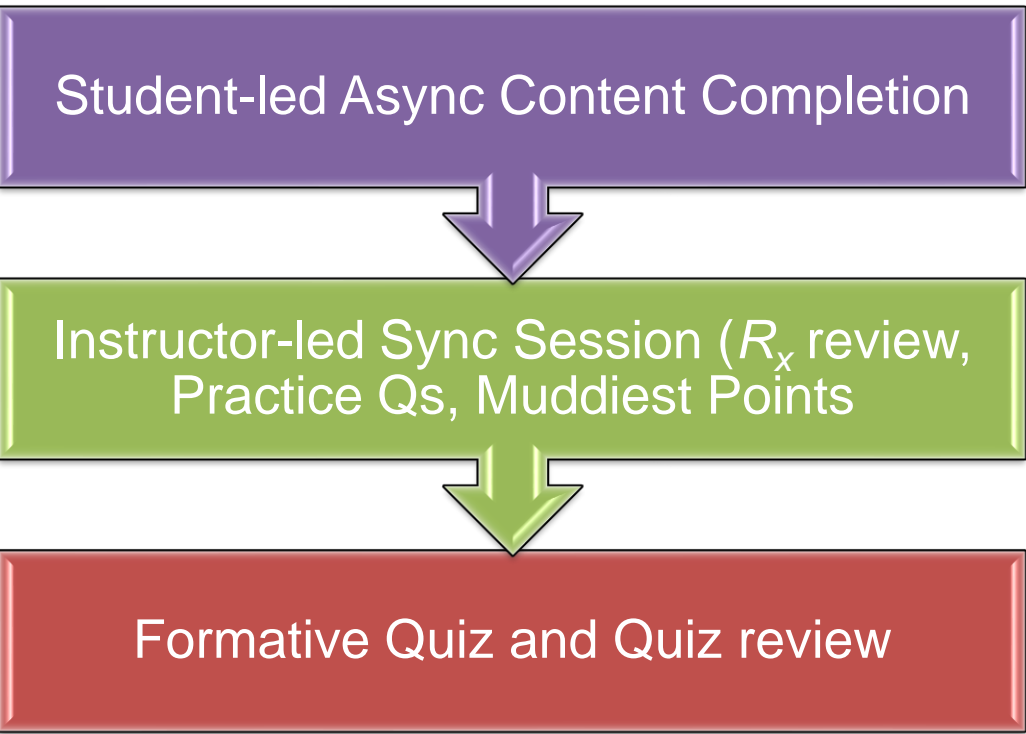 Student-led Async Content Completion
Instructor-led Sync Session (Rₓ review,
Practice Qs, Muddiest Points
Formative Quiz and Quiz review